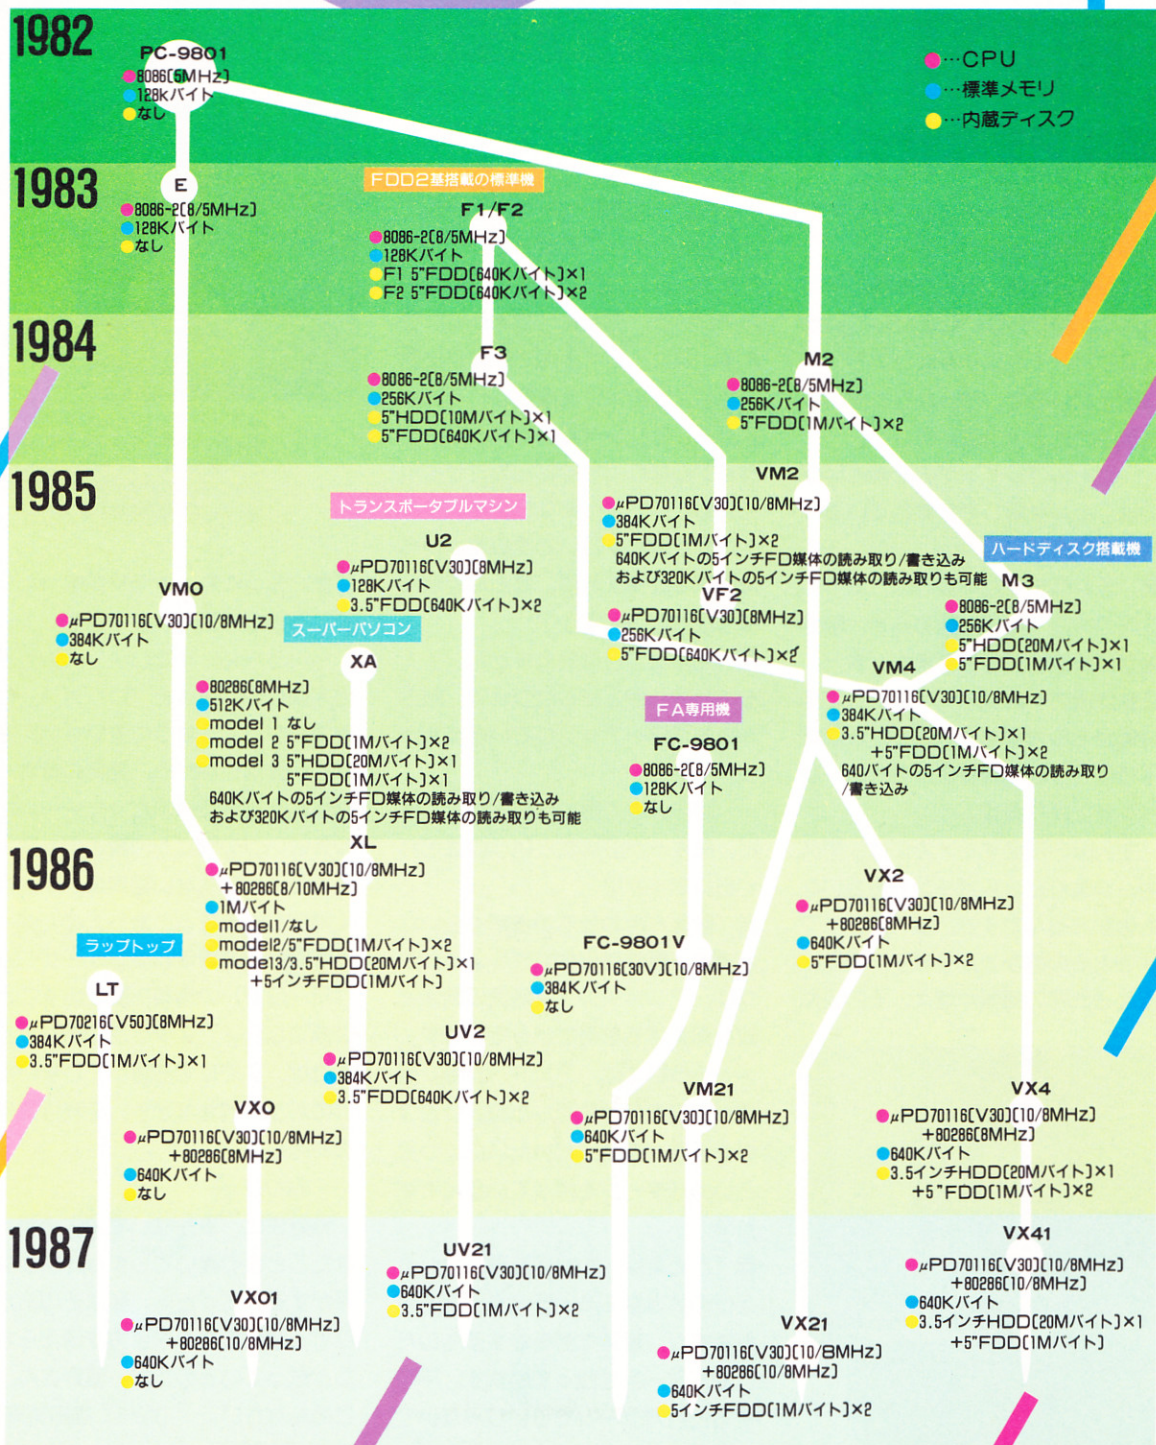 1982
PC-9801
8086[5MHz]
128Kバイト
なし
…CPU
…標準メモリ
…内蔵ディスク
1983
E
8086-2[8/5MHz]
128Kバイト
なし
FDD2基搭載の標準機
F1/F2
8086-2[8/5MHz]
128Kバイト
F1 5"FDD[640Kバイト]×1
F2 5"FDD[640Kバイト]×2
1984
F3
8086-2[8/5MHz]
256Kバイト
5"HDD[10Mバイト]×1
5"FDD[640Kバイト]×1
M2
8086-2[8/5MHz]
256Kバイト
5"FDD[1Mバイト]×2
1985
VM2
μPD70116[V30][10/8MHz]
384Kバイト
5"FDD[1Mバイト]×2
640Kバイトの5インチFD媒体の読み取り/書き込み
および320Kバイトの5インチFD媒体の読み取りも可能
トランスポータブルマシン
U2
μPD70116[V30][8MHz]
128Kバイト
3.5"FDD[640Kバイト]×2
ハードディスク搭載機
M3
8086-2[8/5MHz]
256Kバイト
5"HDD[20Mバイト]×1
5"FDD[1Mバイト]×1
VM0
μPD70116[V30][10/8MHz]
384Kバイト
なし
VF2
μPD70116[V30][8MHz]
256Kバイト
5"FDD[640Kバイト]×2
スーパーパソコン
XA
80286[8MHz]
512Kバイト
model 1 なし
model 2 5"FDD[1Mバイト]×2
model 3 5"HDD[20Mバイト]×1
5"FDD[1Mバイト]×1
640Kバイトの5インチFD媒体の読み取り/書き込み
および320Kバイトの5インチFD媒体の読み取りも可能
VM4
μPD70116[V30][10/8MHz]
384Kバイト
3.5"HDD[20Mバイト]×1
+5"FDD[1Mバイト]×2
640バイトの5インチFD媒体の読み取り
/書き込み
FA専用機
FC-9801
8086-2[8/5MHz]
128Kバイト
なし
1986
XL
μPD70116[V30][10/8MHz]
+80286[8/10MHz]
1Mバイト
model1/なし
model2/5"FDD[1Mバイト]×2
model3/3.5"HDD[20Mバイト]×1
+5インチFDD[1Mバイト]
VX2
μPD70116[V30][10/8MHz]
+80286[8MHz]
640Kバイト
5"FDD[1Mバイト]×2
ラップトップ
LT
μPD70216[V50][8MHz]
384Kバイト
3.5"FDD[1Mバイト]×1
FC-9801V
μPD70116[30V][10/8MHz]
384Kバイト
なし
UV2
μPD70116[V30][10/8MHz]
384Kバイト
3.5"FDD[640Kバイト]×2
VX0
μPD70116[V30][10/8MHz]
+80286[8MHz]
640Kバイト
なし
VM21
μPD70116[V30][10/8MHz]
640Kバイト
5"FDD[1Mバイト]×2
VX4
μPD70116[V30][10/8MHz]
+80286[8MHz]
640Kバイト
3.5インチHDD[20Mバイト]×1
+5"FDD[1Mバイト]×2
1987
UV21
μPD70116[V30][10/8MHz]
640Kバイト
3.5"FDD[1Mバイト]×2
VX41
μPD70116[V30][10/8MHz]
+80286[10/8MHz]
640Kバイト
3.5インチHDD[20Mバイト]×1
+5"FDD[1Mバイト]
VX01
μPD70116[V30][10/8MHz]
+80286[10/8MHz]
640Kバイト
なし
VX21
μPD70116[V30][10/8MHz]
+80286[10/8MHz]
640Kバイト
5インチFDD[1Mバイト]×2